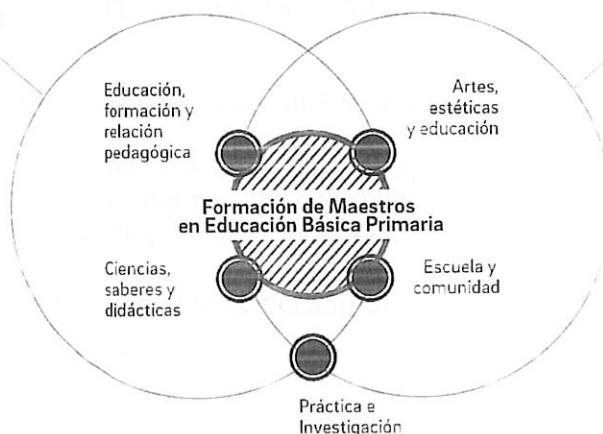 Educación,
formación y
relación
pedagógica
Artes,
estéticas
y educación
Formación de Maestros
en Educación Básica Primaria
Ciencias,
saberes y
didácticas
Escuela y
comunidad
Práctica e
Investigación